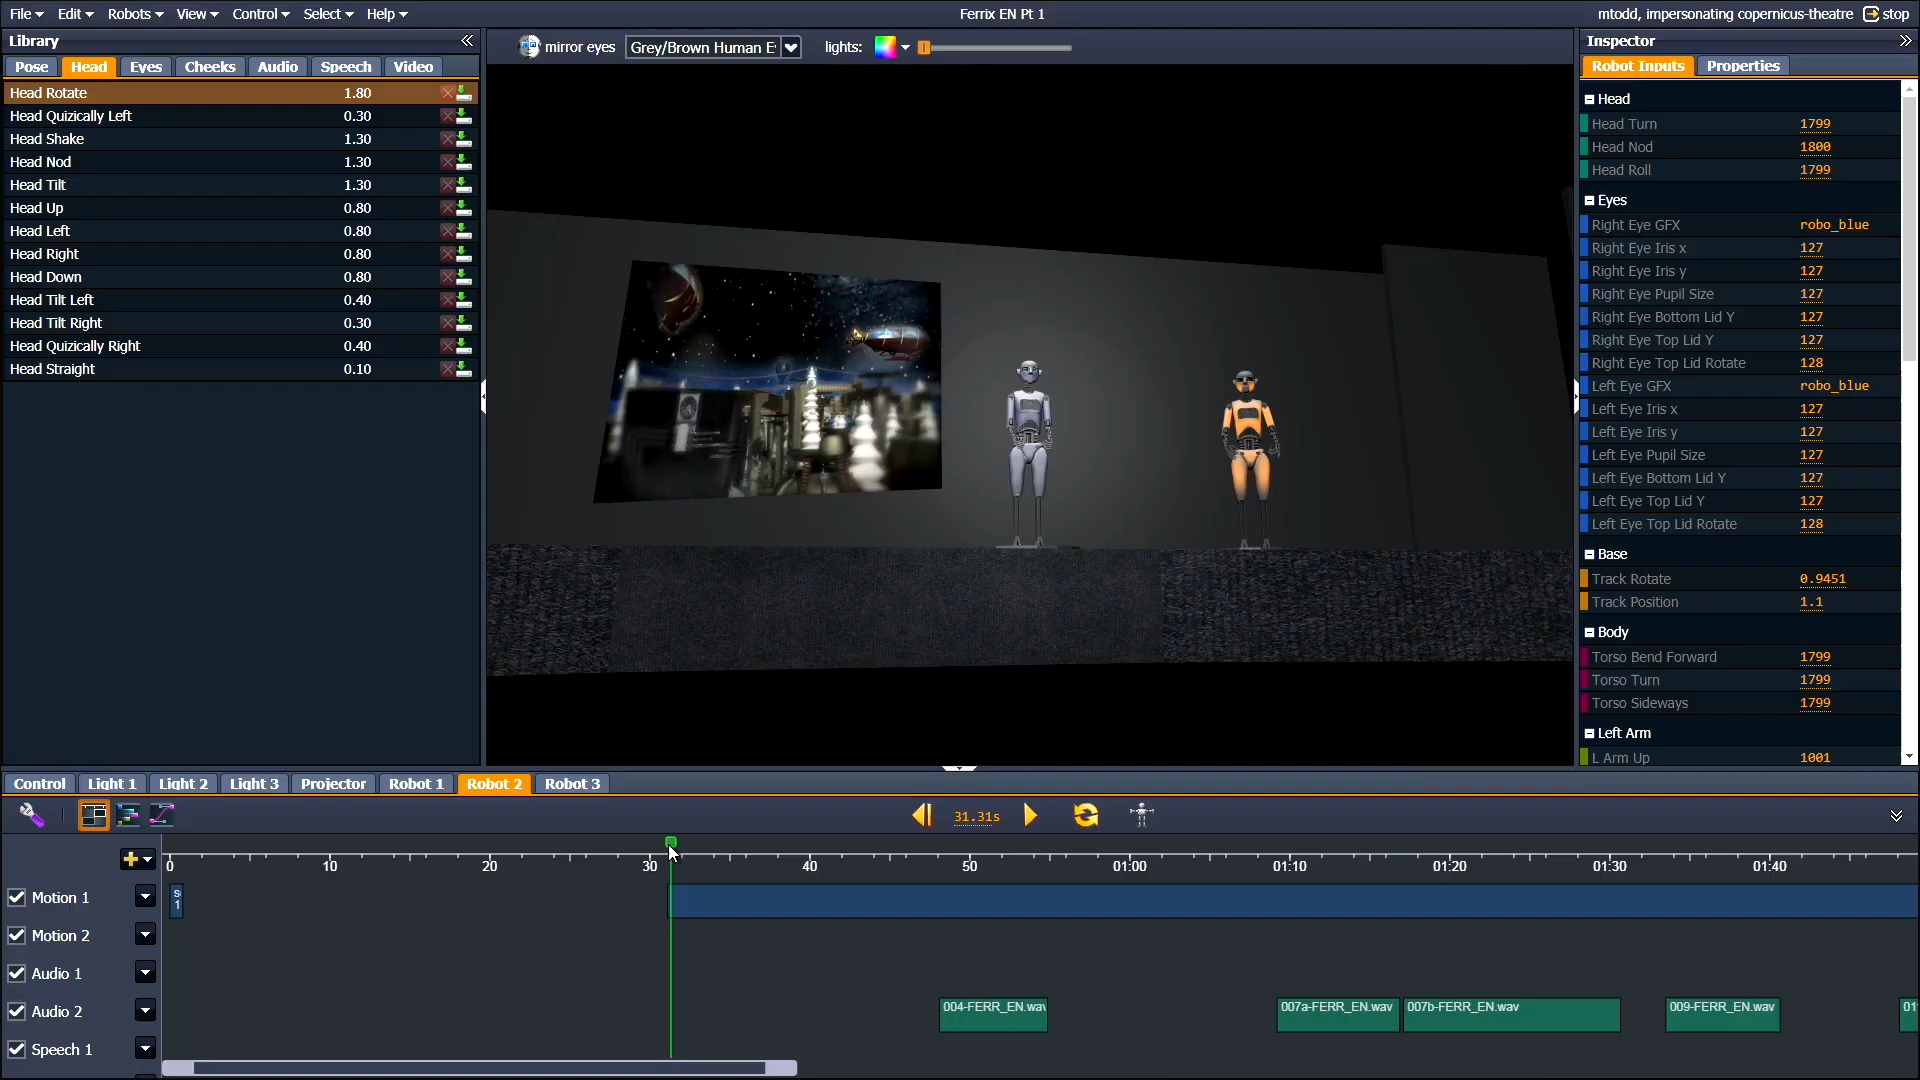 File Edit Robots View Control Select Help
Ferrix EN Pt 1
mtodd, impersonating copernicus-theatre stop
Library
Pose Head Eyes Cheeks Audio Speech Video
Head Rotate 1.80
Head Quizically Left 0.30
Head Shake 1.30
Head Nod 1.30
Head Tilt 1.30
Head Up 0.80
Head Left 0.80
Head Right 0.80
Head Down 0.80
Head Tilt Left 0.40
Head Tilt Right 0.30
Head Quizically Right 0.40
Head Straight 0.10
mirror eyes Grey/Brown Human E lights:
Inspector
Robot Inputs Properties
Head
Head Turn 1799
Head Nod 1800
Head Roll 1799
Eyes
Right Eye GFX robo_blue
Right Eye Iris x 127
Right Eye Iris y 127
Right Eye Pupil Size 127
Right Eye Bottom Lid Y 127
Right Eye Top Lid Y 127
Right Eye Top Lid Rotate 128
Left Eye GFX robo_blue
Left Eye Iris x 127
Left Eye Iris y 127
Left Eye Pupil Size 127
Left Eye Bottom Lid Y 127
Left Eye Top Lid Y 127
Left Eye Top Lid Rotate 128
Base
Track Rotate 0.9451
Track Position 1.1
Body
Torso Bend Forward 1799
Torso Turn 1799
Torso Sideways 1799
Left Arm
L Arm Up 1001
Control Light 1 Light 2 Light 3 Projector Robot 1 Robot 2 Robot 3
31.31s
0 10 20 30 40 50 01:00 01:10 01:20 01:30 01:40
Motion 1
S
1
Motion 2
Audio 1
Audio 2
004-FERR_EN.wav 007a-FERR_EN.wav 007b-FERR_EN.wav 009-FERR_EN.wav 01
Speech 1